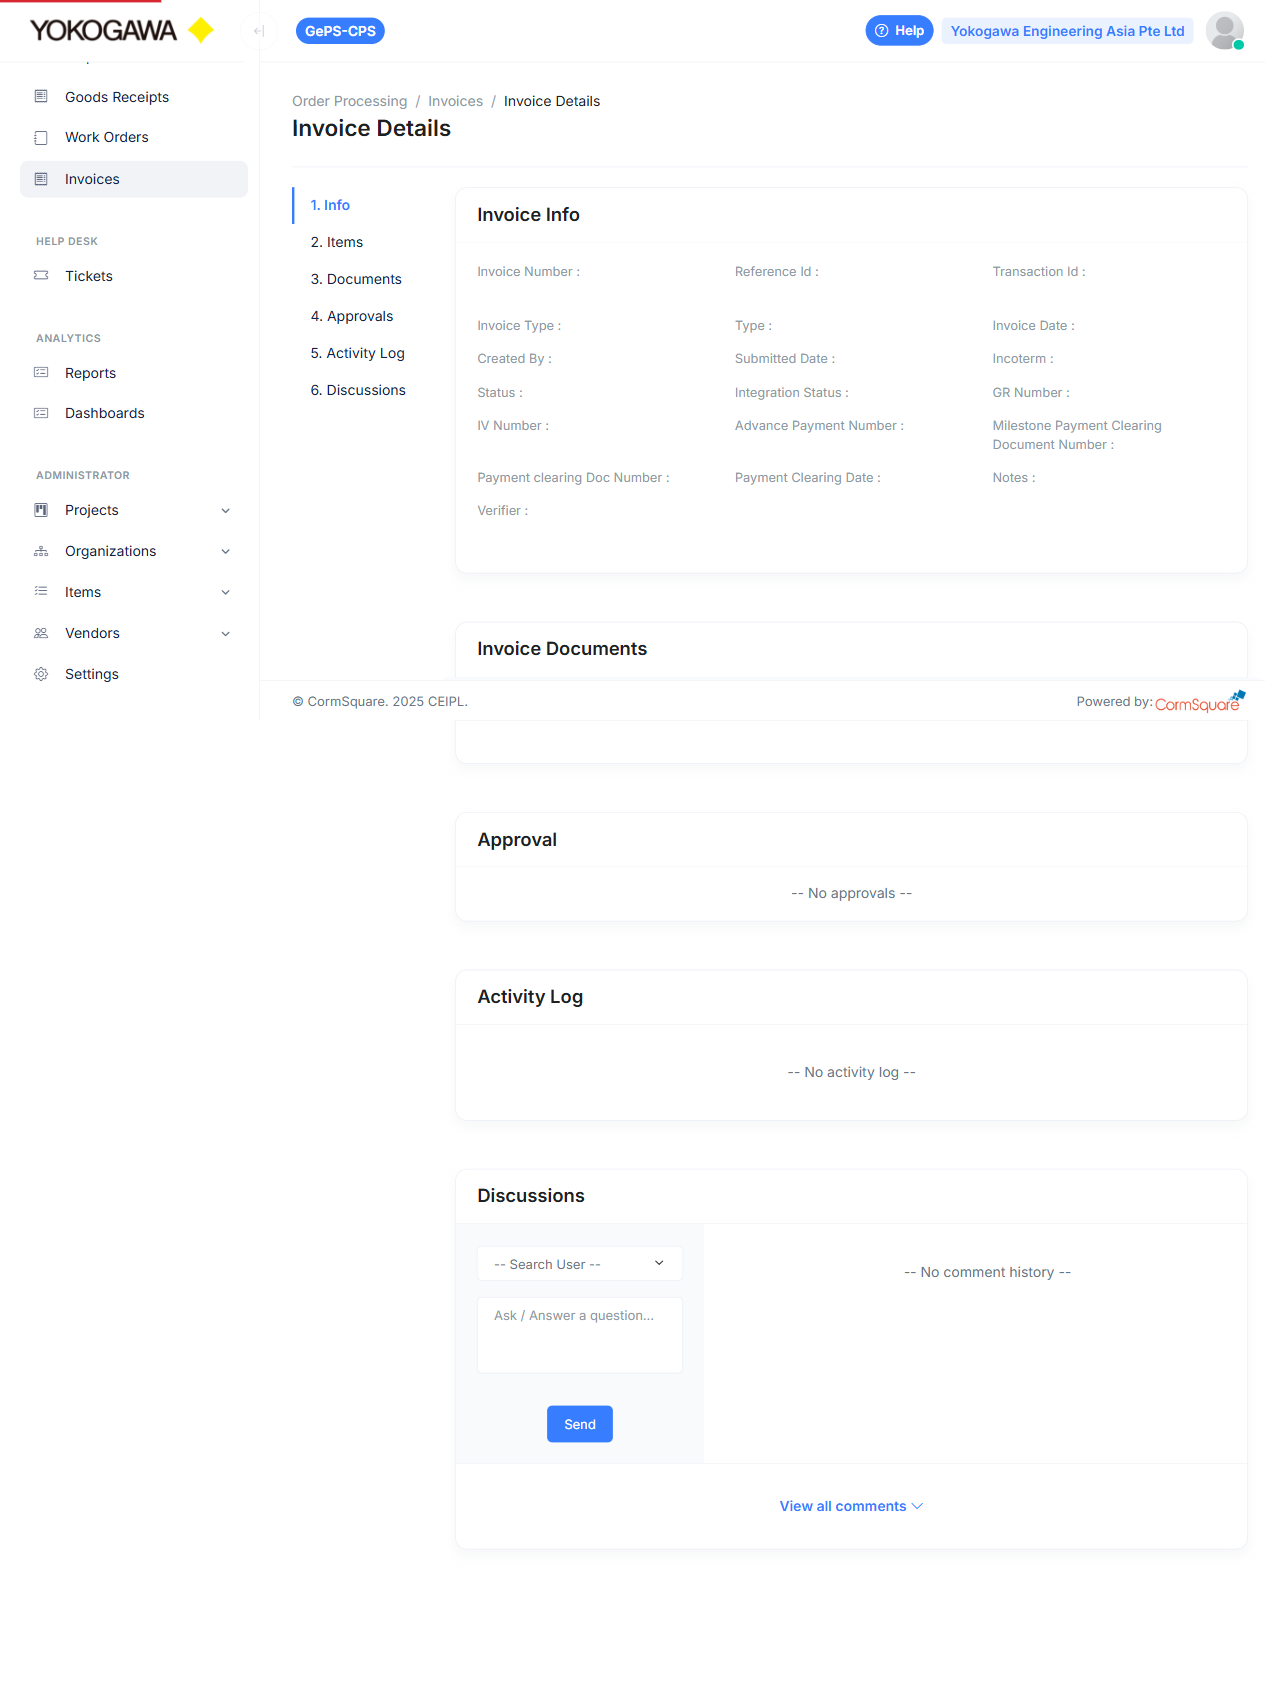 YOKOGAWA
GePS-CPS
Help
Yokogawa Engineering Asia Pte Ltd
Goods Receipts
Work Orders
Invoices
HELP DESK
Tickets
ANALYTICS
Reports
Dashboards
ADMINISTRATOR
Projects
Organizations
Items
Vendors
Settings
Order Processing / Invoices / Invoice Details
Invoice Details
1. Info
2. Items
3. Documents
4. Approvals
5. Activity Log
6. Discussions
Invoice Info
Invoice Number :
Reference Id :
Transaction Id :
Invoice Type :
Type :
Invoice Date :
Created By :
Submitted Date :
Incoterm :
Status :
Integration Status :
GR Number :
IV Number :
Advance Payment Number :
Milestone Payment Clearing
Document Number :
Payment clearing Doc Number :
Payment Clearing Date :
Notes :
Verifier :
Invoice Documents
© CormSquare. 2025 CEIPL.
Powered by: CormSquare
Approval
-- No approvals --
Activity Log
-- No activity log --
Discussions
-- Search User --
Ask / Answer a question...
Send
-- No comment history --
View all comments